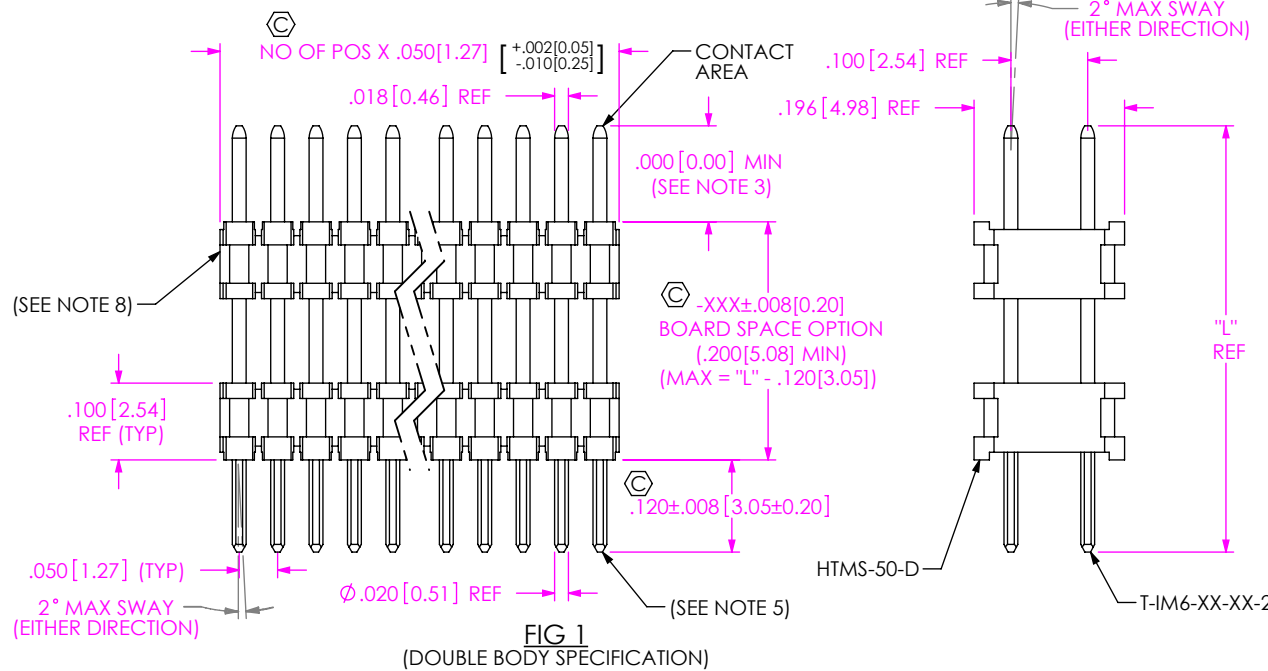 C
NO OF POS X .050[1.27] [ +.002[0.05] -.010[0.25] ]
CONTACT
AREA
.018[0.46] REF
.000[0.00] MIN
(SEE NOTE 3)
(SEE NOTE 8)
C -XXX±.008[0.20]
BOARD SPACE OPTION
(.200[5.08] MIN)
(MAX = "L" - .120[3.05])
.100[2.54]
REF (TYP)
C
.120±.008[3.05±0.20]
.050[1.27] (TYP)
2° MAX SWAY
(EITHER DIRECTION)
Ø.020[0.51] REF
(SEE NOTE 5)
FIG 1
(DOUBLE BODY SPECIFICATION)
2° MAX SWAY
(EITHER DIRECTION)
.100[2.54] REF
.196[4.98] REF
"L"
REF
HTMS-50-D
T-IM6-XX-XX-2